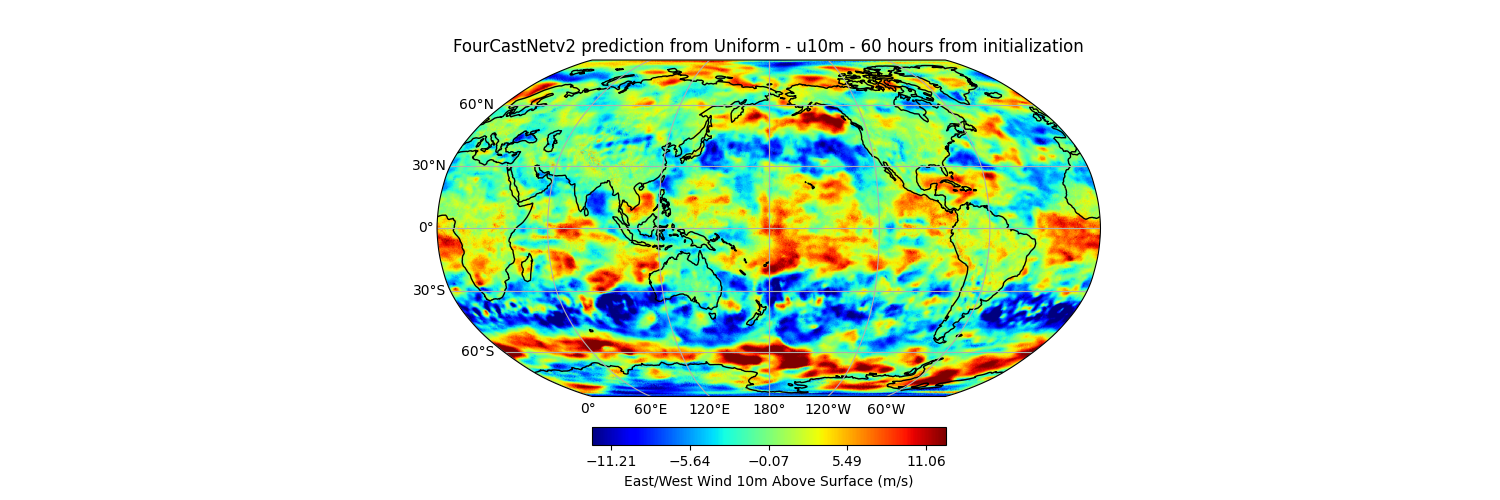 FourCastNetv2 prediction from Uniform - u10m - 60 hours from initialization
60°N
30°N
0°
30°S
60°S
0° 60°E 120°E 180° 120°W 60°W
−11.21 −5.64 −0.07 5.49 11.06
East/West Wind 10m Above Surface (m/s)